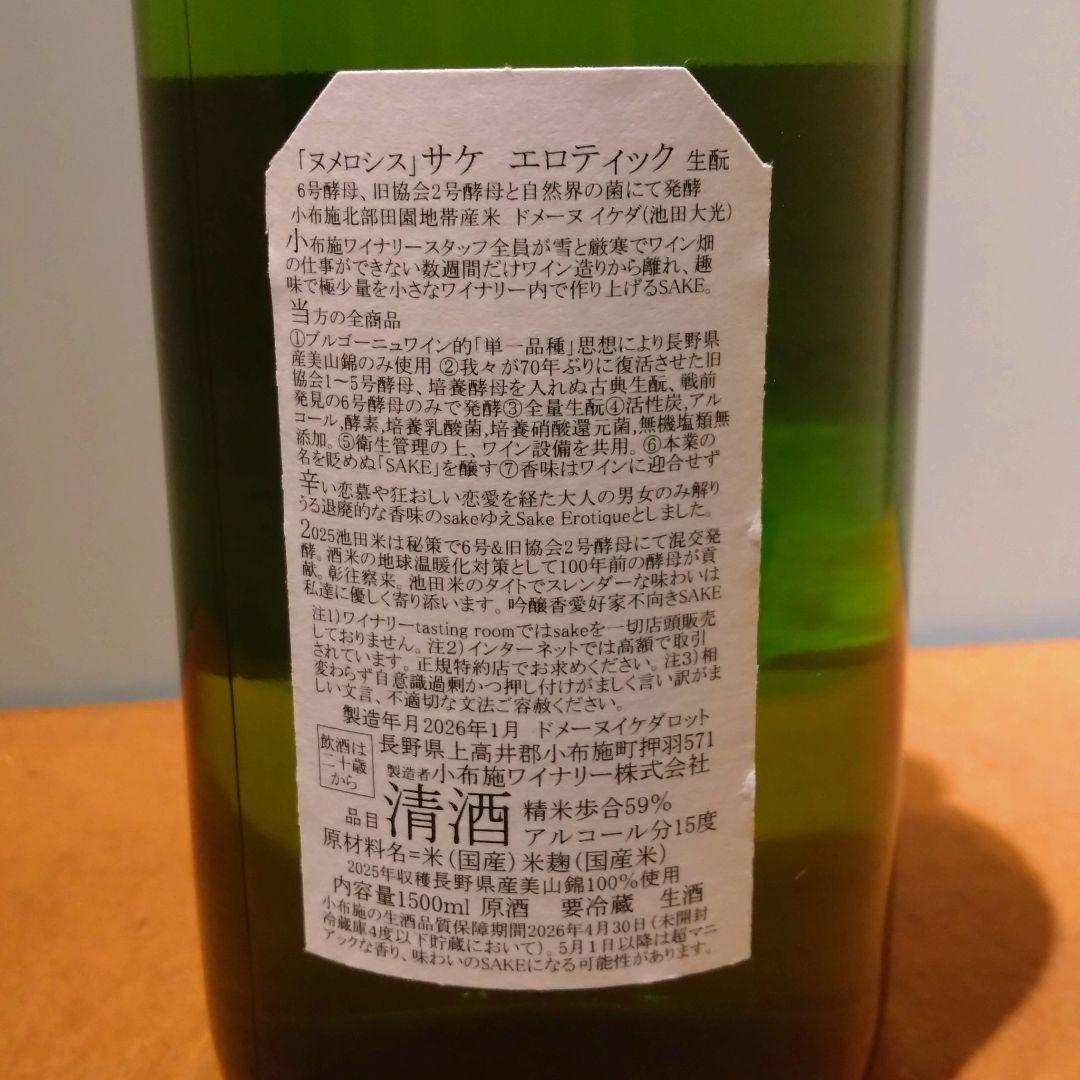 「ヌメロシス」サケ エロティック 生酛
6号酵母、旧協会2号酵母と自然界の菌にて発酵
小布施北部田園地帯産米 ドメーヌ イケダ(池田大光)
小布施ワイナリースタッフ全員が雪と厳寒でワイン畑
の仕事ができない数週間だけワイン造りから離れ、趣
味で極少量を小さなワイナリー内で作り上げるSAKE。
当方の全商品
①ブルゴーニュワイン的「単一品種」思想により長野県
産美山錦のみ使用 ②我々が70年ぶりに復活させた旧
協会1〜5号酵母、培養酵母を入れぬ古典生酛、戦前
発見の6号酵母のみで発酵③全量生酛④活性炭,アル
コール,酵素,培養乳酸菌,培養硝酸還元菌,無機塩類無
添加。⑤衛生管理の上、ワイン設備を共用。⑥本業の
名を貶めぬ「SAKE」を醸す⑦香味はワインに迎合せず
辛い恋慕や狂おしい恋愛を経た大人の男女のみ解り
うる退廃的な香味のsakeゆえSake Erotiqueとしました。
2025池田米は秘策で6号&旧協会2号酵母にて混交発
酵。酒米の地球温暖化対策として100年前の酵母が貢
献。彰往察来。池田米のタイトでスレンダーな味わいは
私達に優しく寄り添います。吟醸香愛好家不向きSAKE
注1)ワイナリーtasting roomではsakeを一切店頭販売
しておりません。注2)インターネットでは高額で取引
されています。正規特約店でお求めください。注3)相
変わらず自意識過剰かつ押し付けがましく言い訳がま
しい文言、不適切な文法ご容赦ください。
製造年月2026年1月 ドメーヌイケダロット
飲酒は
二十歳
から
長野県上高井郡小布施町押羽571
製造者小布施ワイナリー株式会社
品目 清酒 精米歩合59%
アルコール分15度
原材料名=米(国産)米麹(国産米)
2025年収穫長野県産美山錦100%使用
内容量1500ml 原酒 要冷蔵 生酒
小布施の生酒品質保障期間2026年4月30日(未開封
冷蔵庫4度以下貯蔵において)。5月1日以降は超マニ
アックな香り、味わいのSAKEになる可能性があります。